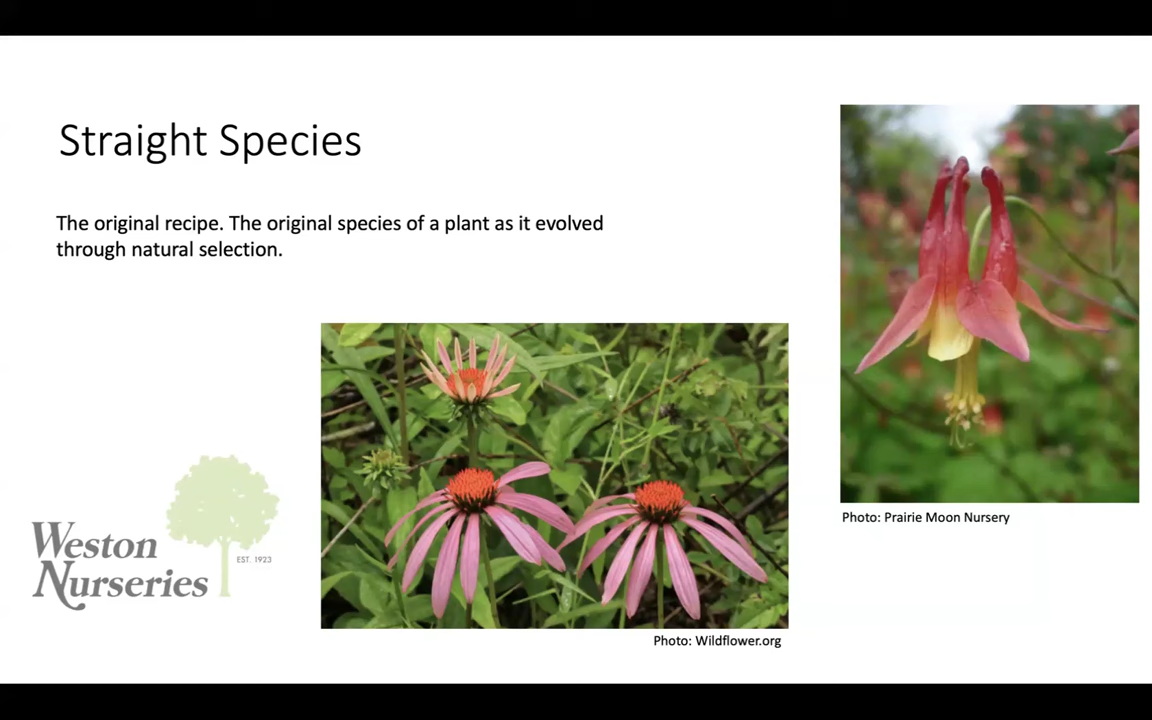 Straight Species
The original recipe. The original species of a plant as it evolved
through natural selection.
Photo: Prairie Moon Nursery
Weston
Nurseries
EST. 1923
Photo: Wildflower.org